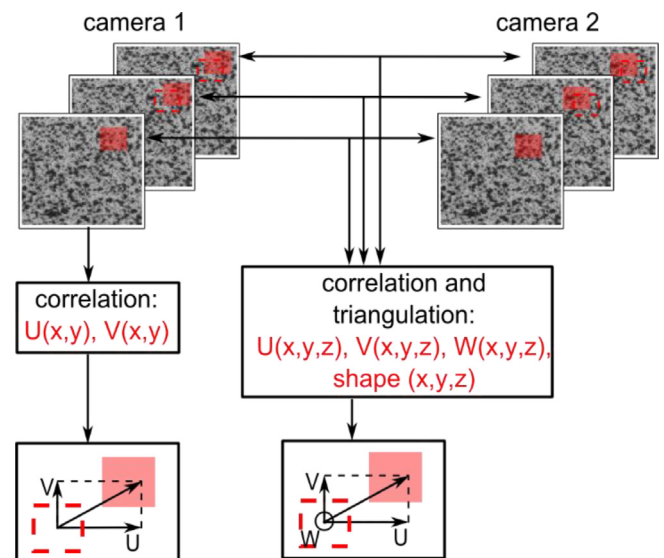 camera 1
camera 2
correlation:
U(x,y), V(x,y)
correlation and
triangulation:
U(x,y,z), V(x,y,z), W(x,y,z),
shape (x,y,z)
V
U
V
W
U